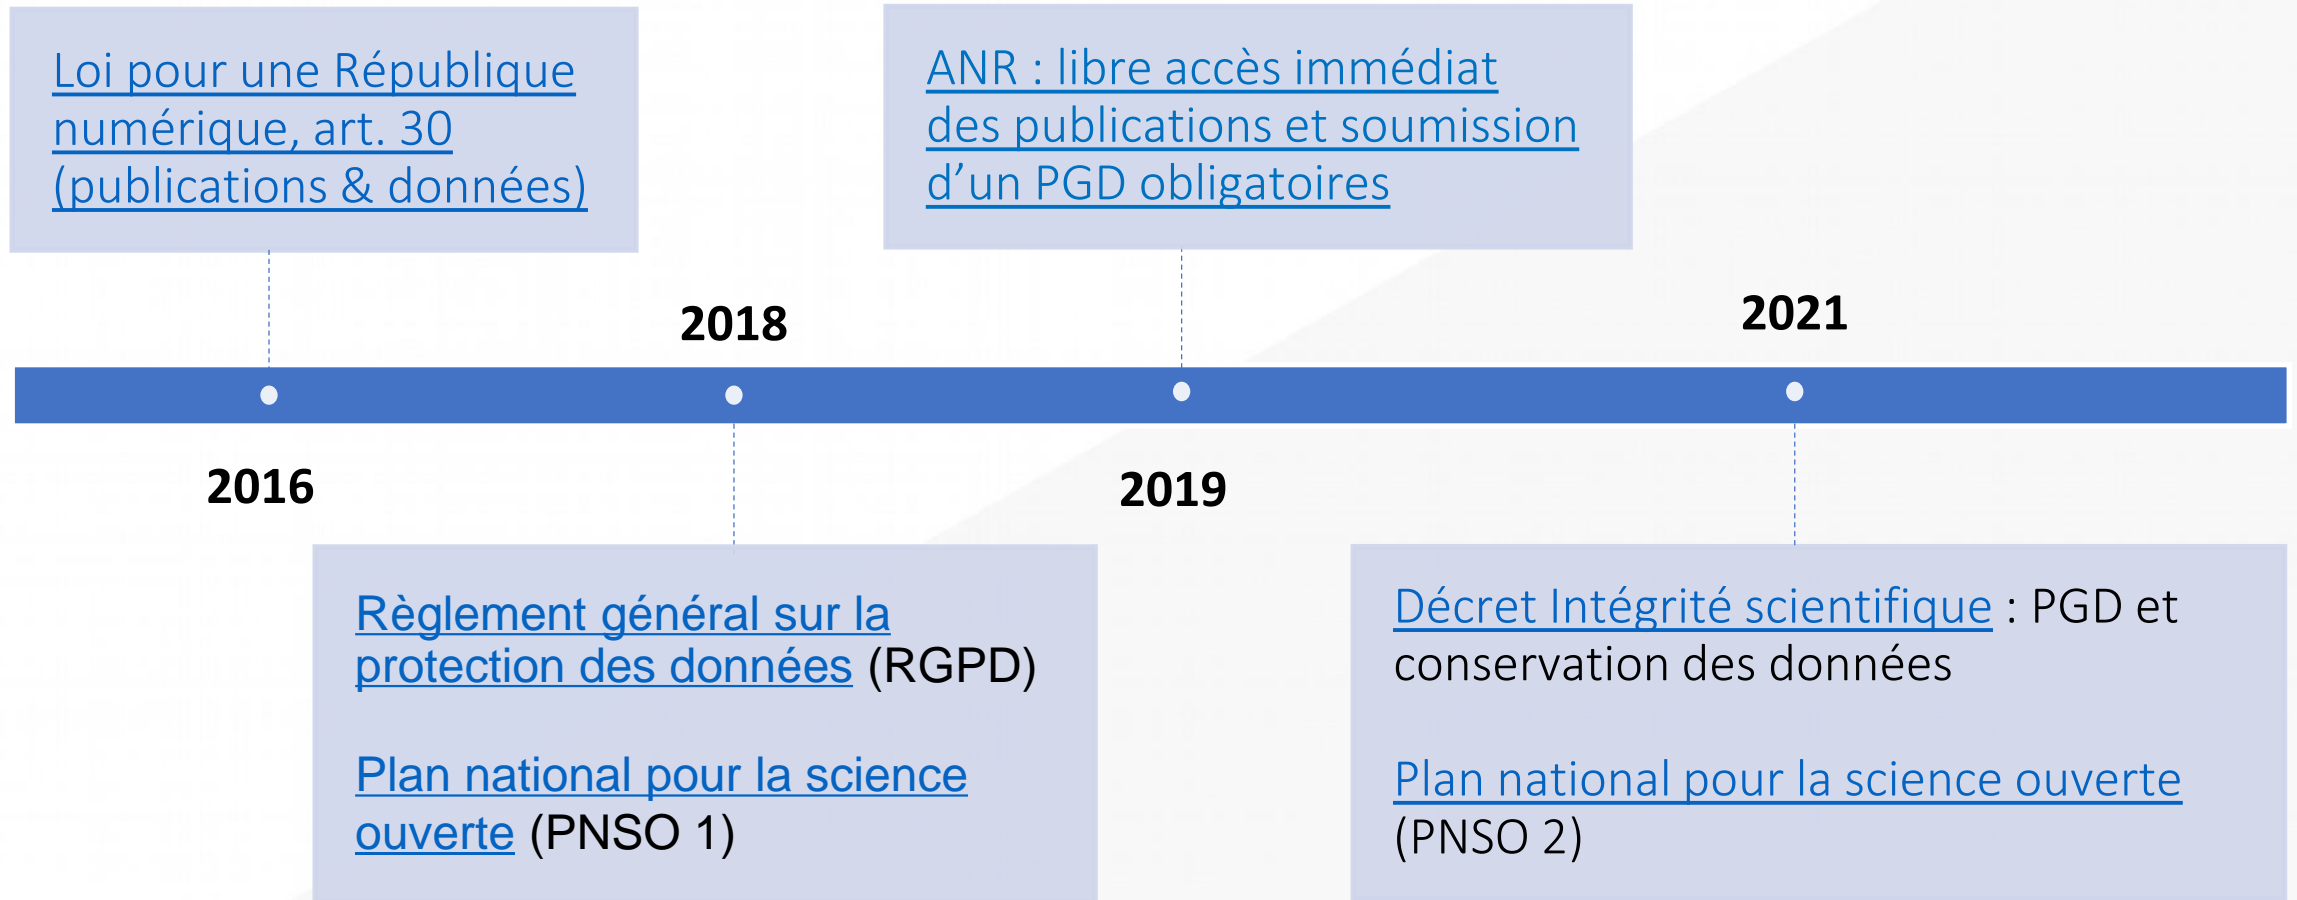 Loi pour une République
numérique, art. 30
(publications & données)
ANR : libre accès immédiat
des publications et soumission
d’un PGD obligatoires
2018
2021
2016
2019
Règlement général sur la
protection des données (RGPD)
Plan national pour la science
ouverte (PNSO 1)
Décret Intégrité scientifique : PGD et
conservation des données
Plan national pour la science ouverte
(PNSO 2)